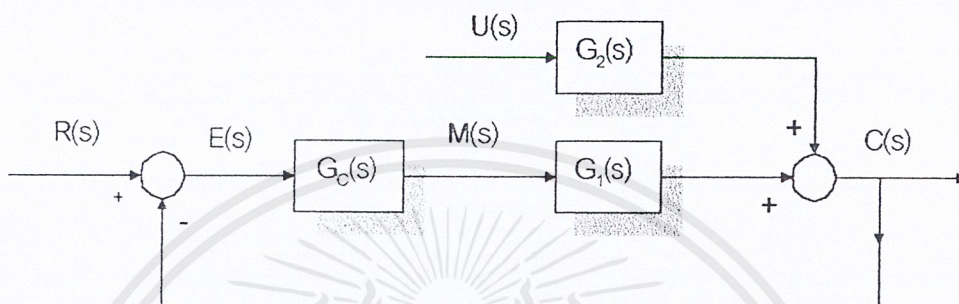 U(s)
G₂(s)
R(s)
E(s)
G_C(s)
M(s)
G₁(s)
C(s)
+
-
+
+